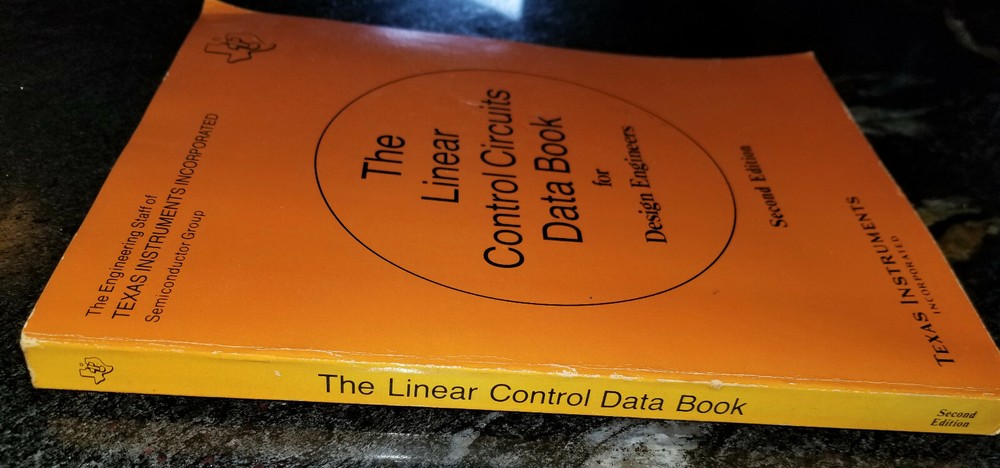 The Engineering Staff of
TEXAS INSTRUMENTS INCORPORATED
Semiconductor Group
The
Linear
Control Circuits
Data Book
for
Design Engineers
Second Edition
TEXAS INSTRUMENTS
INCORPORATED
The Linear Control Data Book
Second
Edition